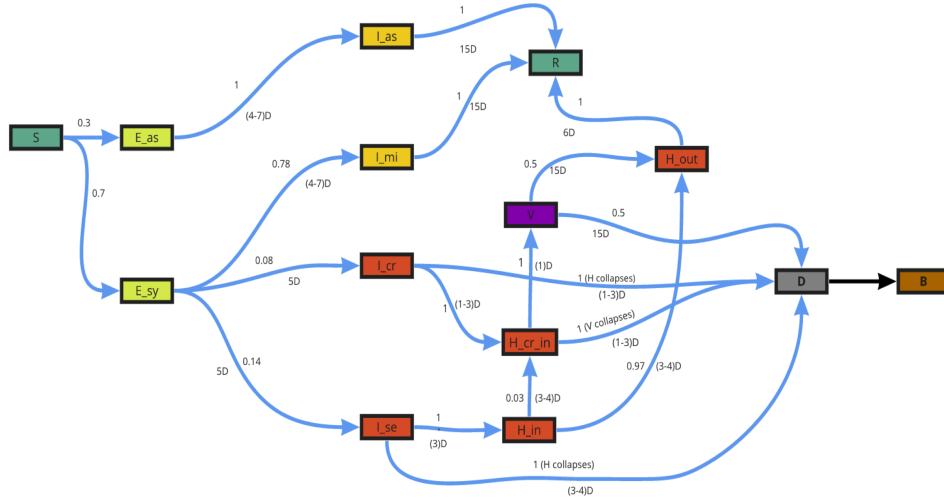 1
I_as
15D
R
1
1
15D
1
(4-7)D
6D
0.3
S
E_as
0.78
I_mi
(4-7)D
0.5
15D
H_out
0.7
V
0.5
15D
0.08
I_cr
5D
1
(1)D
1 (H collapses)
(1-3)D
D
B
E_sy
(1-3)D
1
1 (V collapses)
(1-3)D
H_cr_in
0.14
5D
0.97
(3-4)D
0.03
(3-4)D
I_se
1
(3)D
H_in
1 (H collapses)
(3-4)D